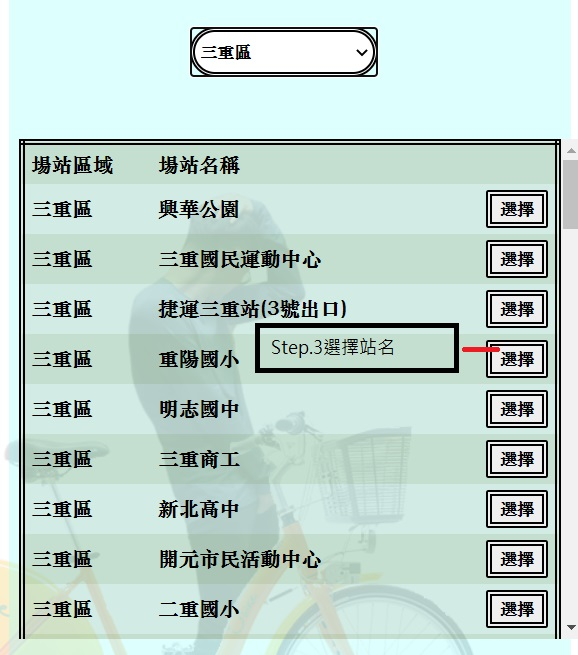 三重區
場站區域 場站名稱
三重區 興華公園 選擇
三重區 三重國民運動中心 選擇
三重區 捷運三重站(3號出口) 選擇
Step.3選擇站名
三重區 重陽國小 選擇
三重區 明志國中 選擇
三重區 三重商工 選擇
三重區 新北高中 選擇
三重區 開元市民活動中心 選擇
三重區 二重國小 選擇